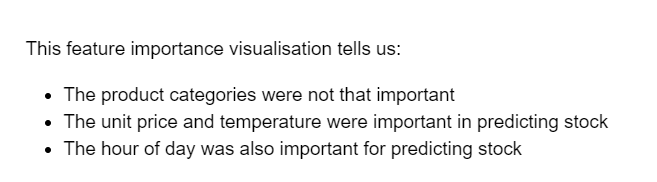 This feature importance visualisation tells us:
• The product categories were not that important
• The unit price and temperature were important in predicting stock
• The hour of day was also important for predicting stock